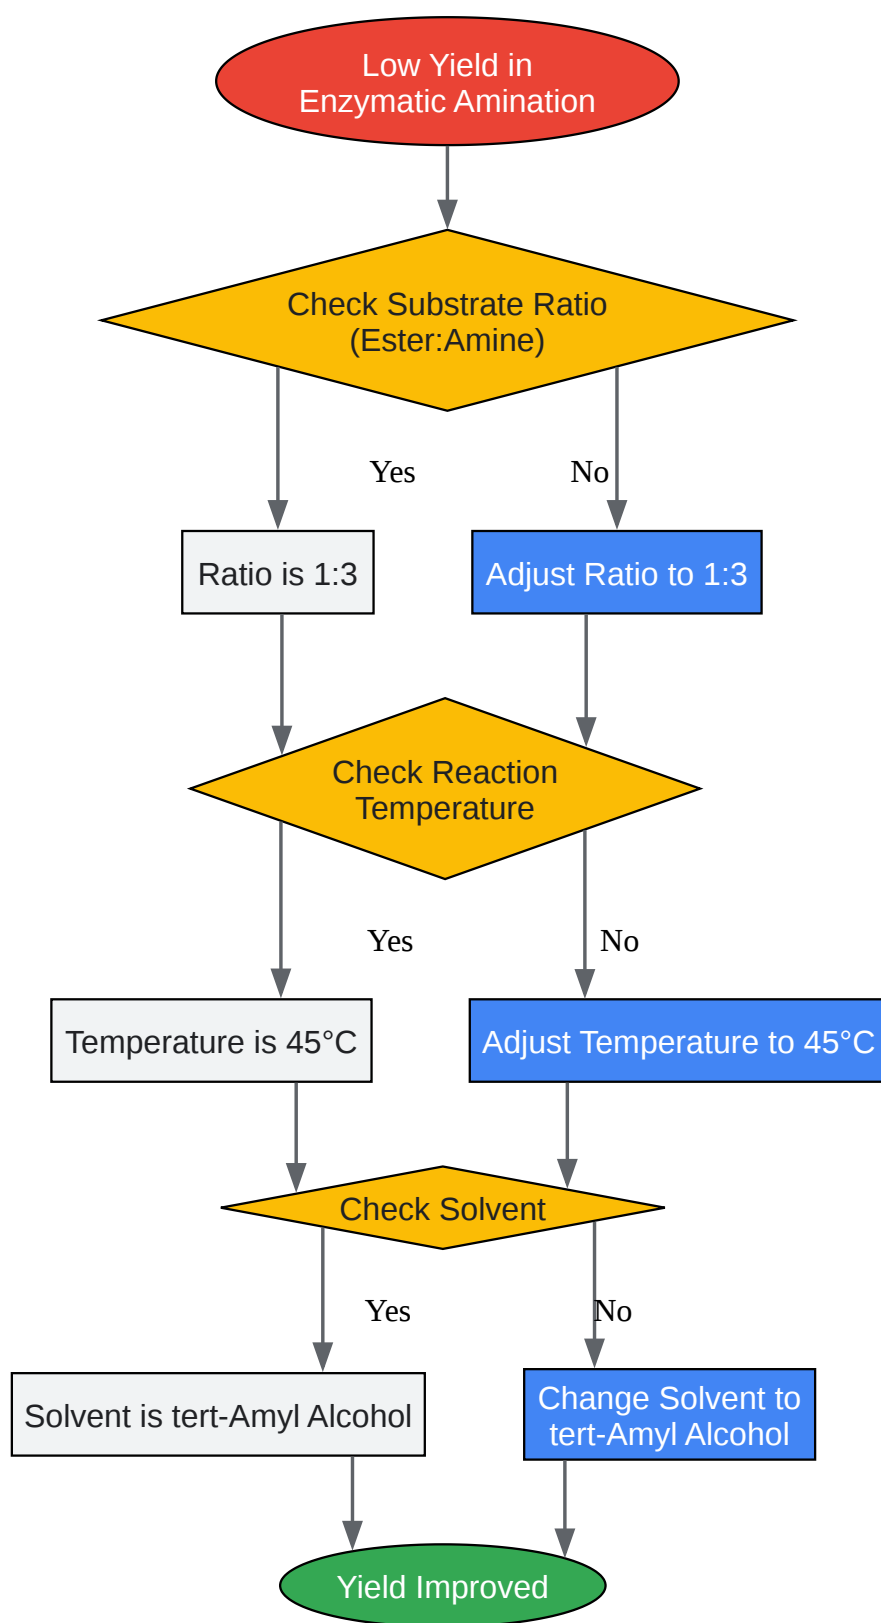 Low Yield in
Enzymatic Amination
Check Substrate Ratio
(Ester:Amine)
Yes
No
Ratio is 1:3
Adjust Ratio to 1:3
Check Reaction
Temperature
Yes
No
Temperature is 45°C
Adjust Temperature to 45°C
Check Solvent
Yes
No
Solvent is tert-Amyl Alcohol
Change Solvent to
tert-Amyl Alcohol
Yield Improved